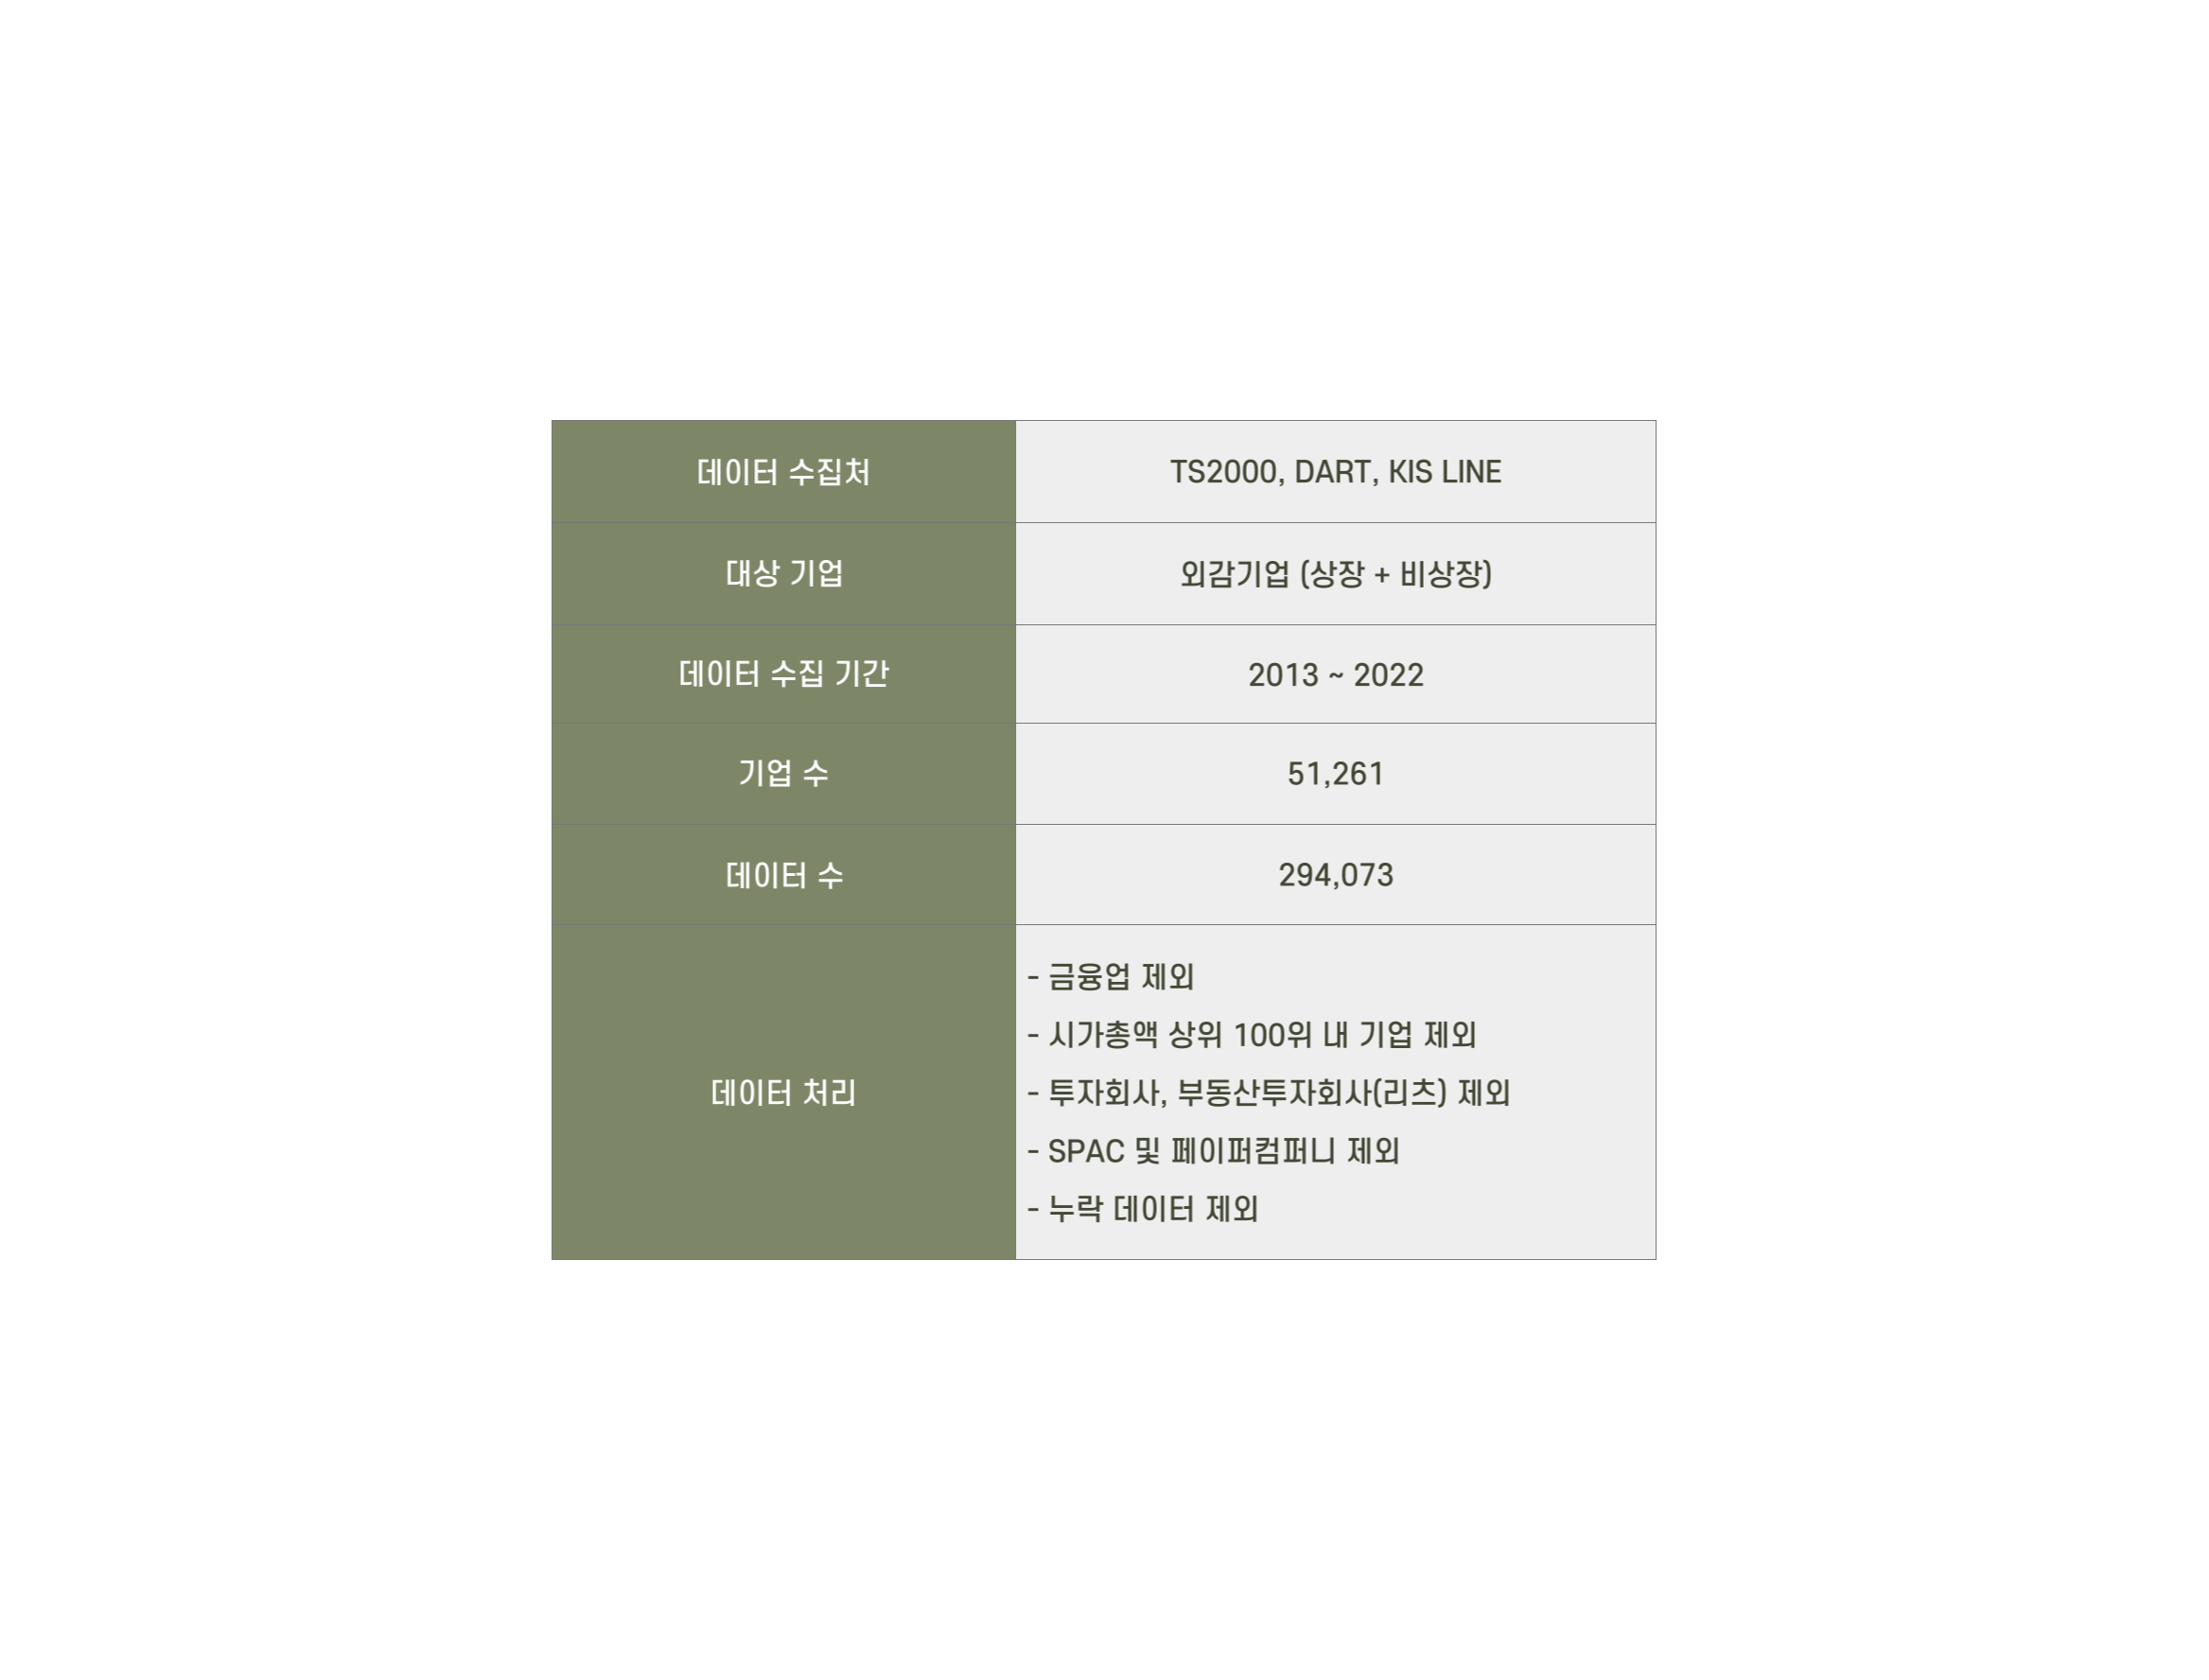 데이터 수집처
TS2000, DART, KIS LINE
대상 기업
외감기업 (상장 + 비상장)
데이터 수집 기간
2013 ~ 2022
기업 수
51,261
데이터 수
294,073
데이터 처리
- 금융업 제외
- 시가총액 상위 100위 내 기업 제외
- 투자회사, 부동산투자회사(리츠) 제외
- SPAC 및 페이퍼컴퍼니 제외
- 누락 데이터 제외